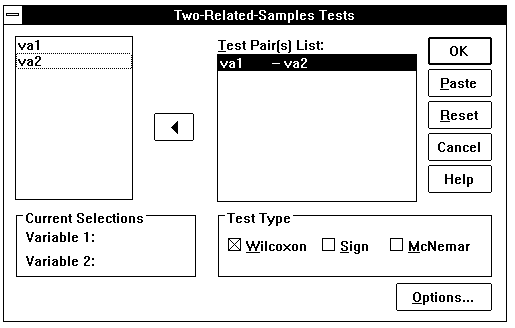 Two-Related-Samples Tests
va1
va2
Test Pair(s) List:
va1 – va2
OK
Paste
Reset
Cancel
Help
Current Selections
Variable 1:
Variable 2:
Test Type
Wilcoxon Sign McNemar
Options...